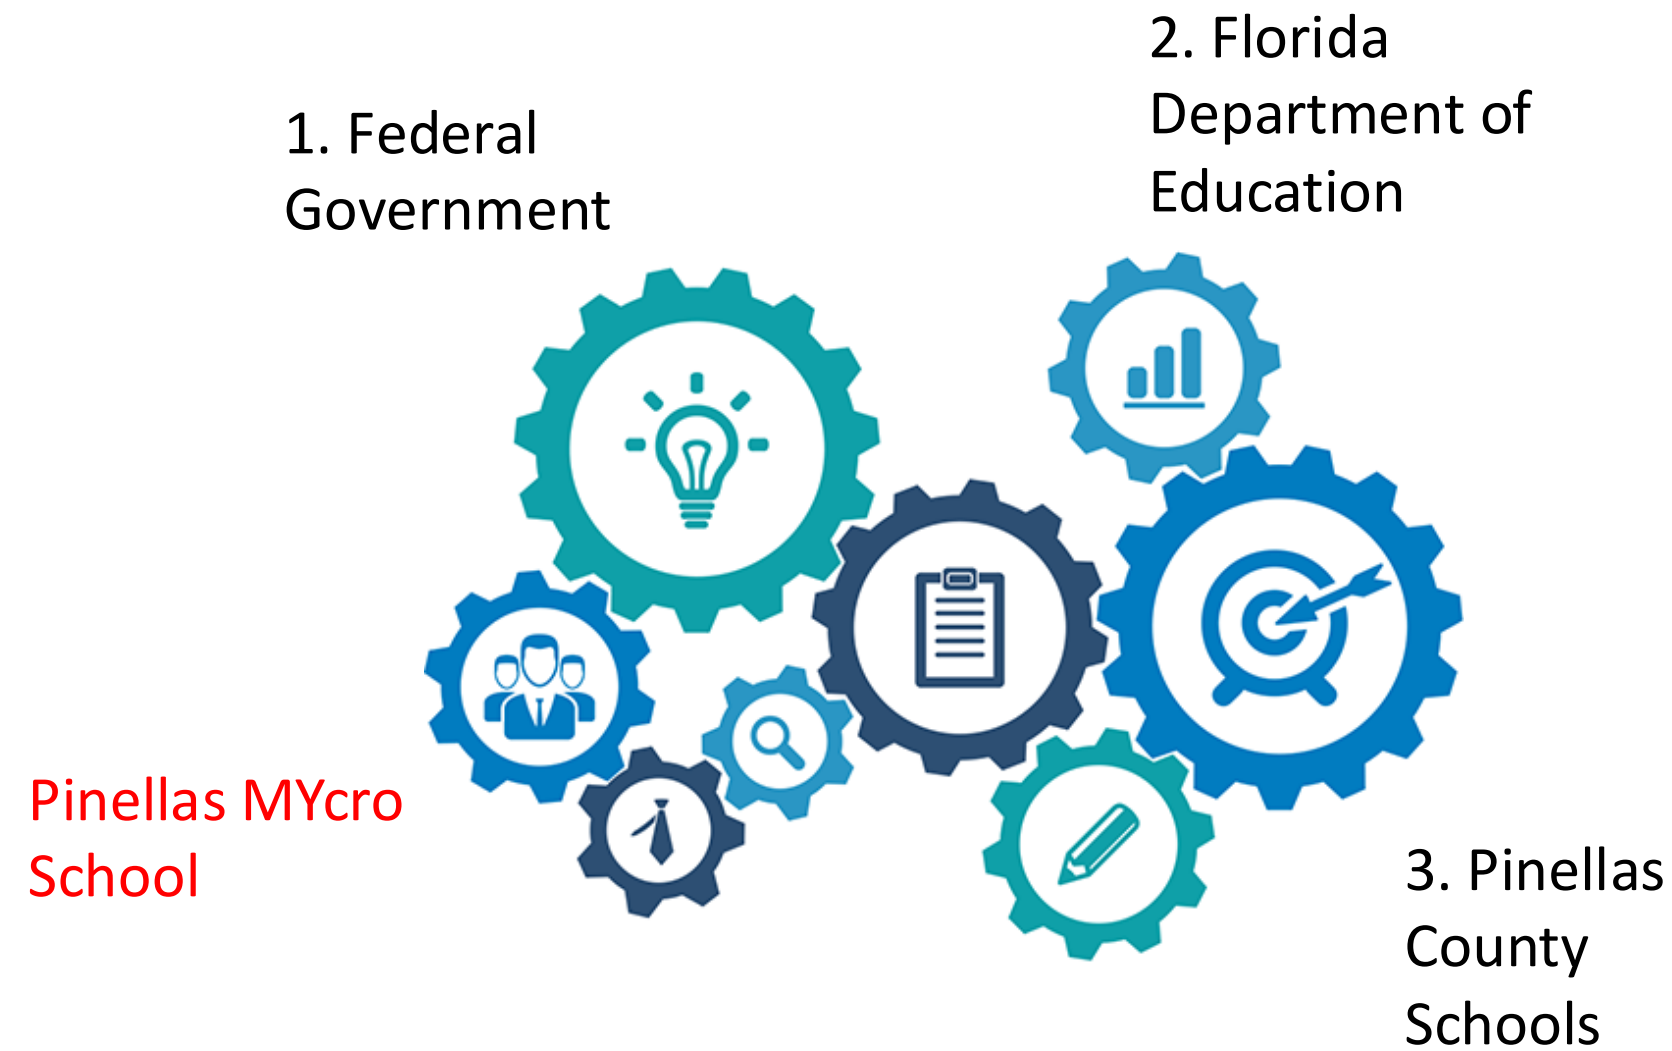 1. Federal
Government
2. Florida
Department of
Education
Pinellas MYcro
School
3. Pinellas
County
Schools